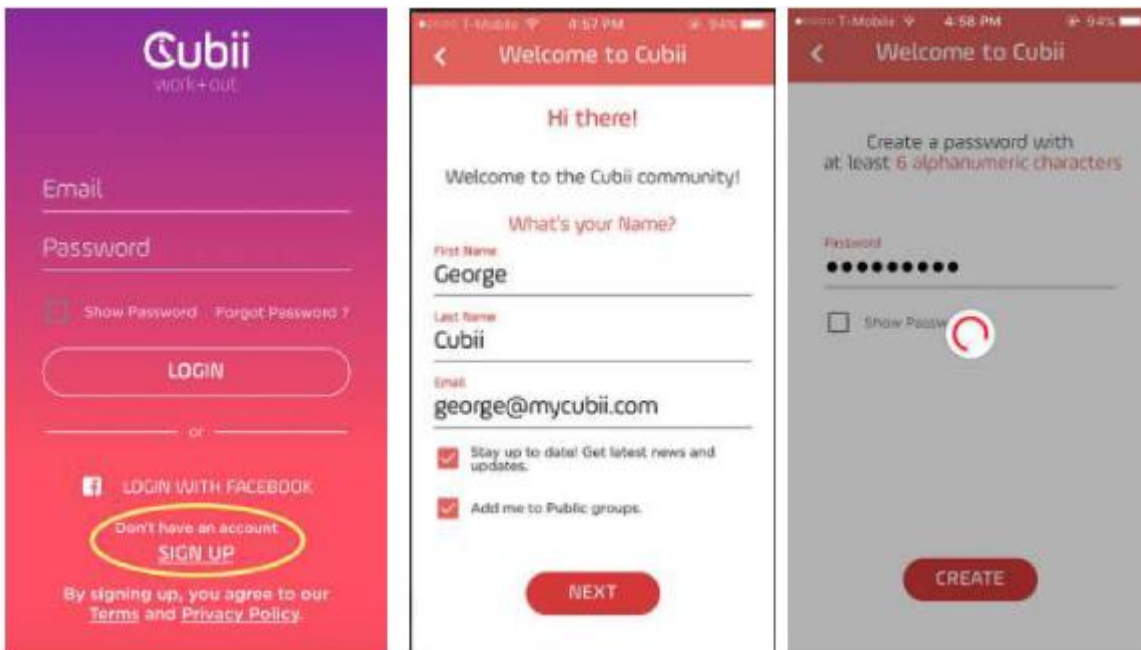 Cubii
work+out
Email
Password
Show Password Forgot Password ?
LOGIN
or
LOGIN WITH FACEBOOK
Don't have an account
SIGN UP
By signing up, you agree to our
Terms and Privacy Policy.
T-Mobile 4:57 PM 94%
Welcome to Cubii
Hi there!
Welcome to the Cubii community!
What's your Name?
First Name
George
Last Name
Cubii
Email
george@mycubii.com
Stay up to date! Get latest news and
updates.
Add me to Public groups.
NEXT
T-Mobile 4:58 PM 94%
Welcome to Cubii
Create a password with
at least 6 alphanumeric characters
Password
●●●●●●●●●
Show
CREATE